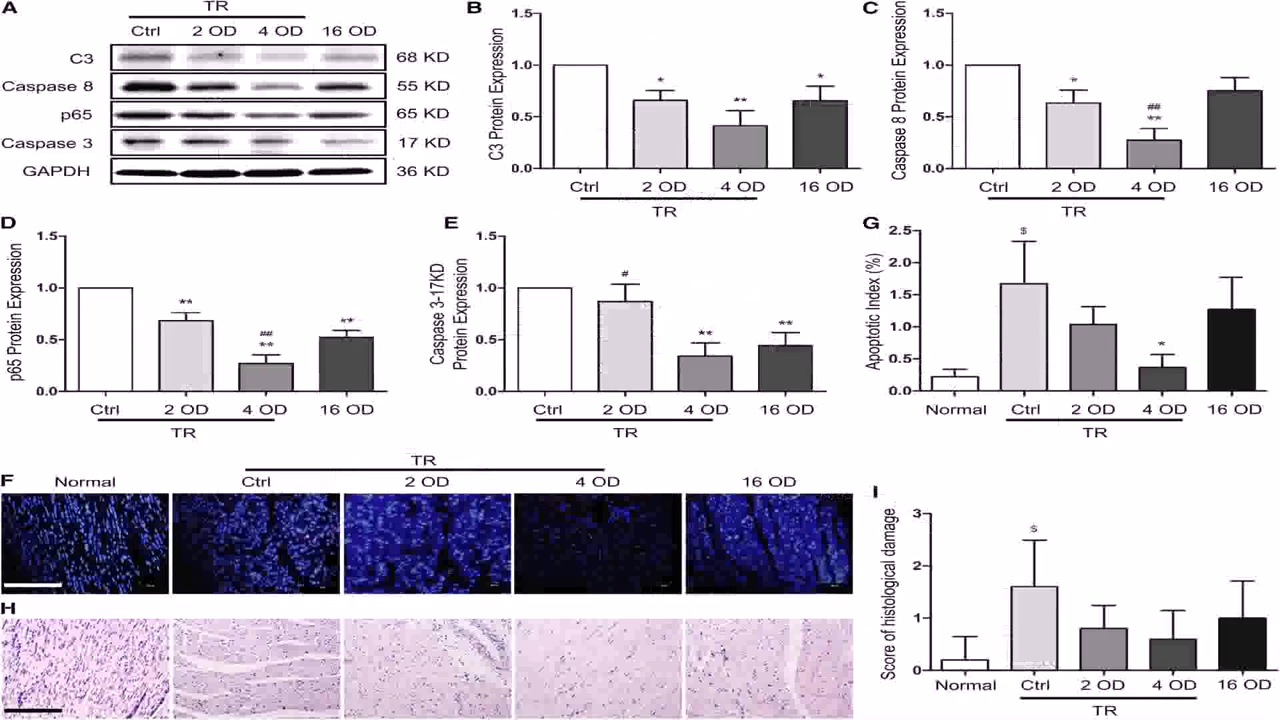 A
TR
Ctrl 2 OD 4 OD 16 OD
C3 68 KD
Caspase 8 55 KD
p65 65 KD
Caspase 3 17 KD
GAPDH 36 KD
B
C3 Protein Expression
1.5
1.0
0.5
0.0
*
**
*
Ctrl 2 OD 4 OD 16 OD
TR
C
Caspase 8 Protein Expression
1.5
1.0
0.5
0.0
*
##
**
Ctrl 2 OD 4 OD 16 OD
TR
D
p65 Protein Expression
1.5
1.0
0.5
0.0
**
##
**
**
Ctrl 2 OD 4 OD 16 OD
TR
E
Caspase 3-17KD
Protein Expression
1.5
1.0
0.5
0.0
#
**
**
Ctrl 2 OD 4 OD 16 OD
TR
G
Apoptotic Index (%)
2.5
2.0
1.5
1.0
0.5
0.0
$
*
Normal Ctrl 2 OD 4 OD 16 OD
TR
F
TR
Normal Ctrl 2 OD 4 OD 16 OD
H
I
Score of histological damage
3
2
1
0
$
Normal Ctrl 2 OD 4 OD 16 OD
TR